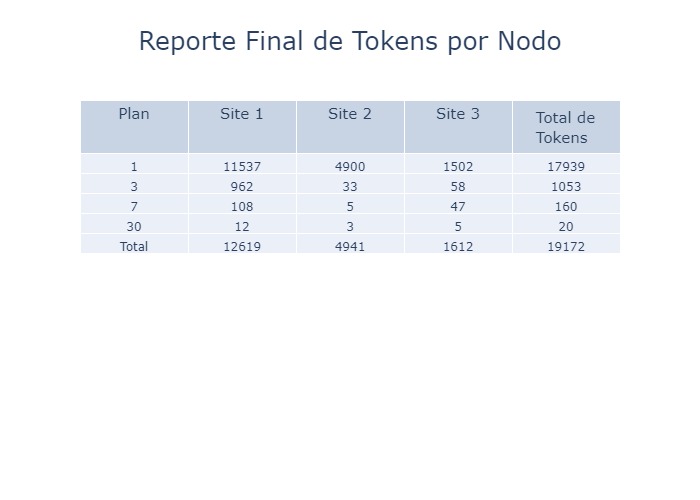 Reporte Final de Tokens por Nodo
Plan Site 1 Site 2 Site 3 Total de Tokens
1 11537 4900 1502 17939
3 962 33 58 1053
7 108 5 47 160
30 12 3 5 20
Total 12619 4941 1612 19172